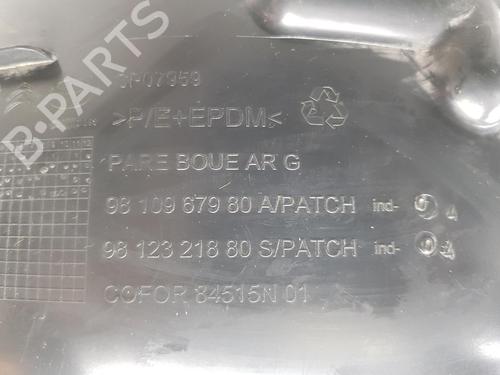 B-PARTS
0P07959
>P/E+EPDM<
PARE BOUE AR G
98 109 679 80 A/PATCH ind-
98 123 218 80 S/PATCH ind-
COFOR 84515N 01